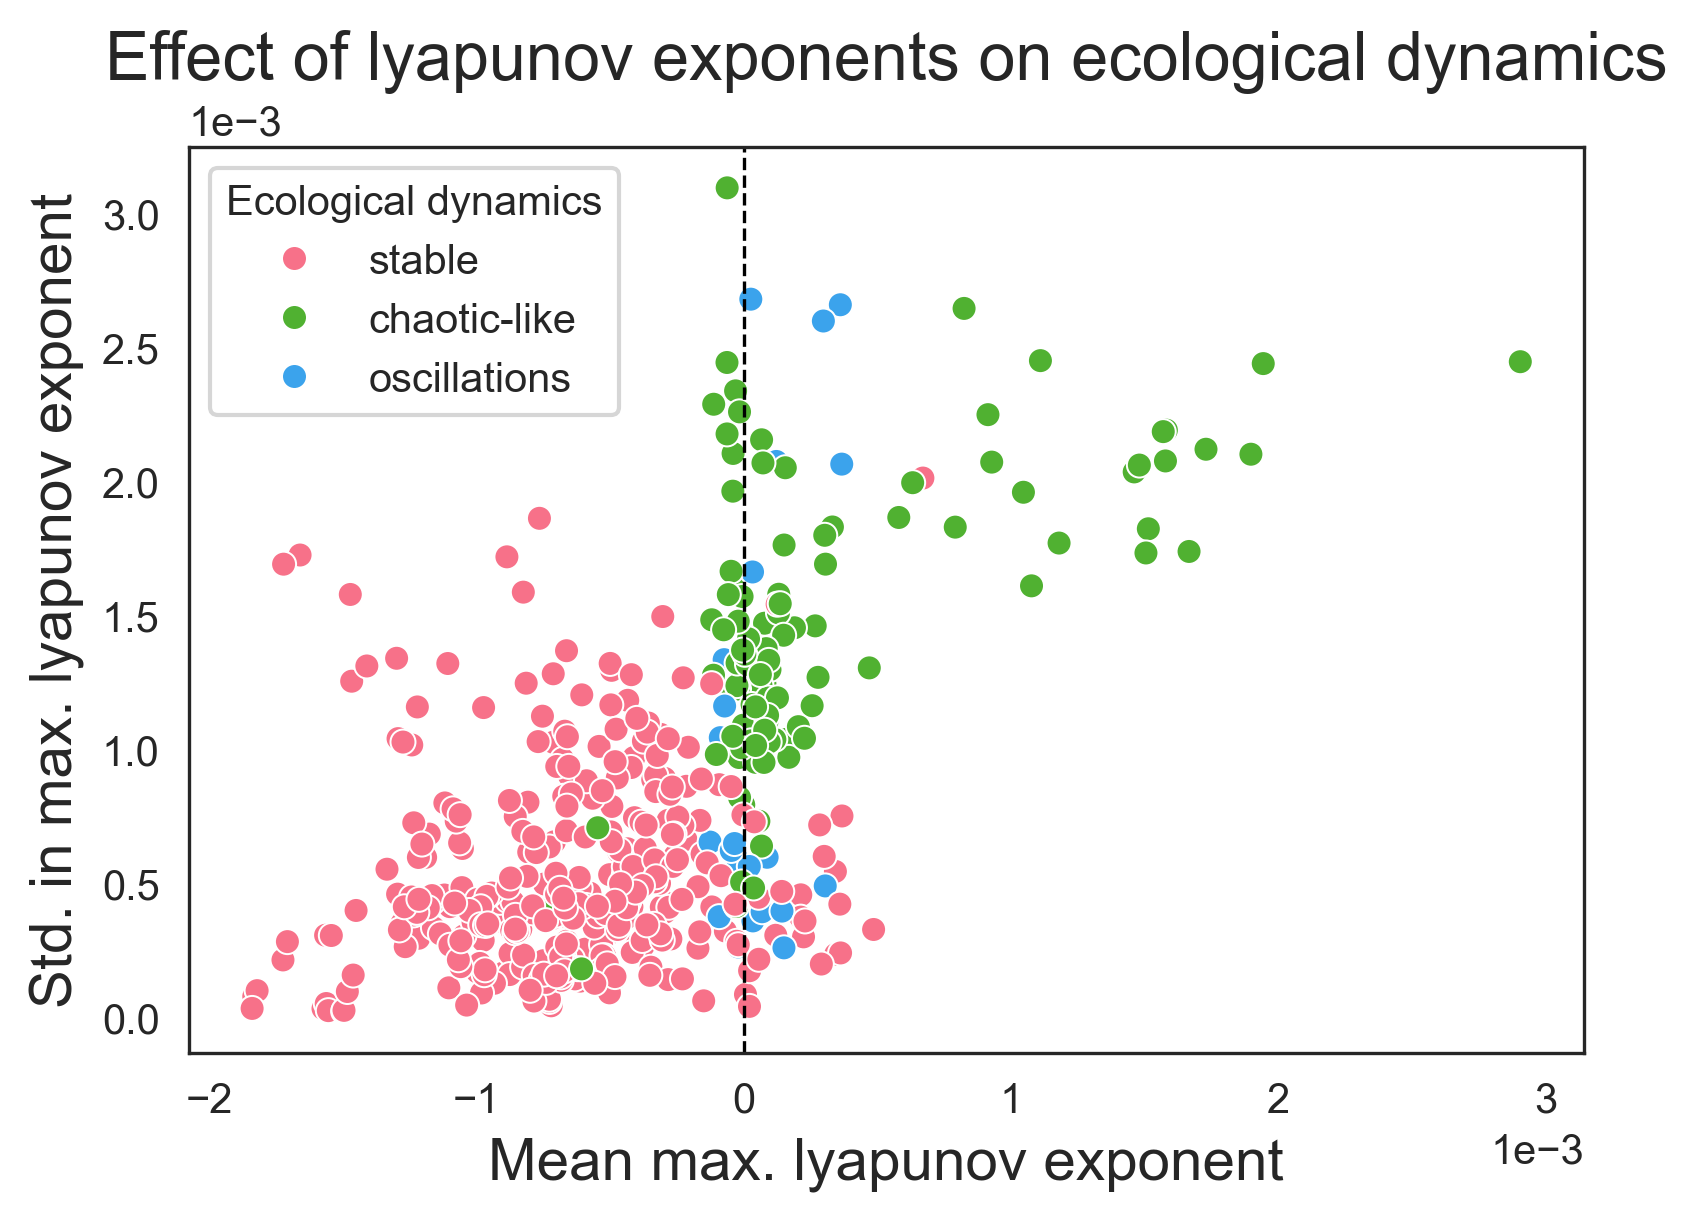 Effect of lyapunov exponents on ecological dynamics
1e−3
Ecological dynamics
stable
chaotic-like
oscillations
Std. in max. lyapunov exponent
3.0
2.5
2.0
1.5
1.0
0.5
0.0
−2 −1 0 1 2 3
1e−3
Mean max. lyapunov exponent